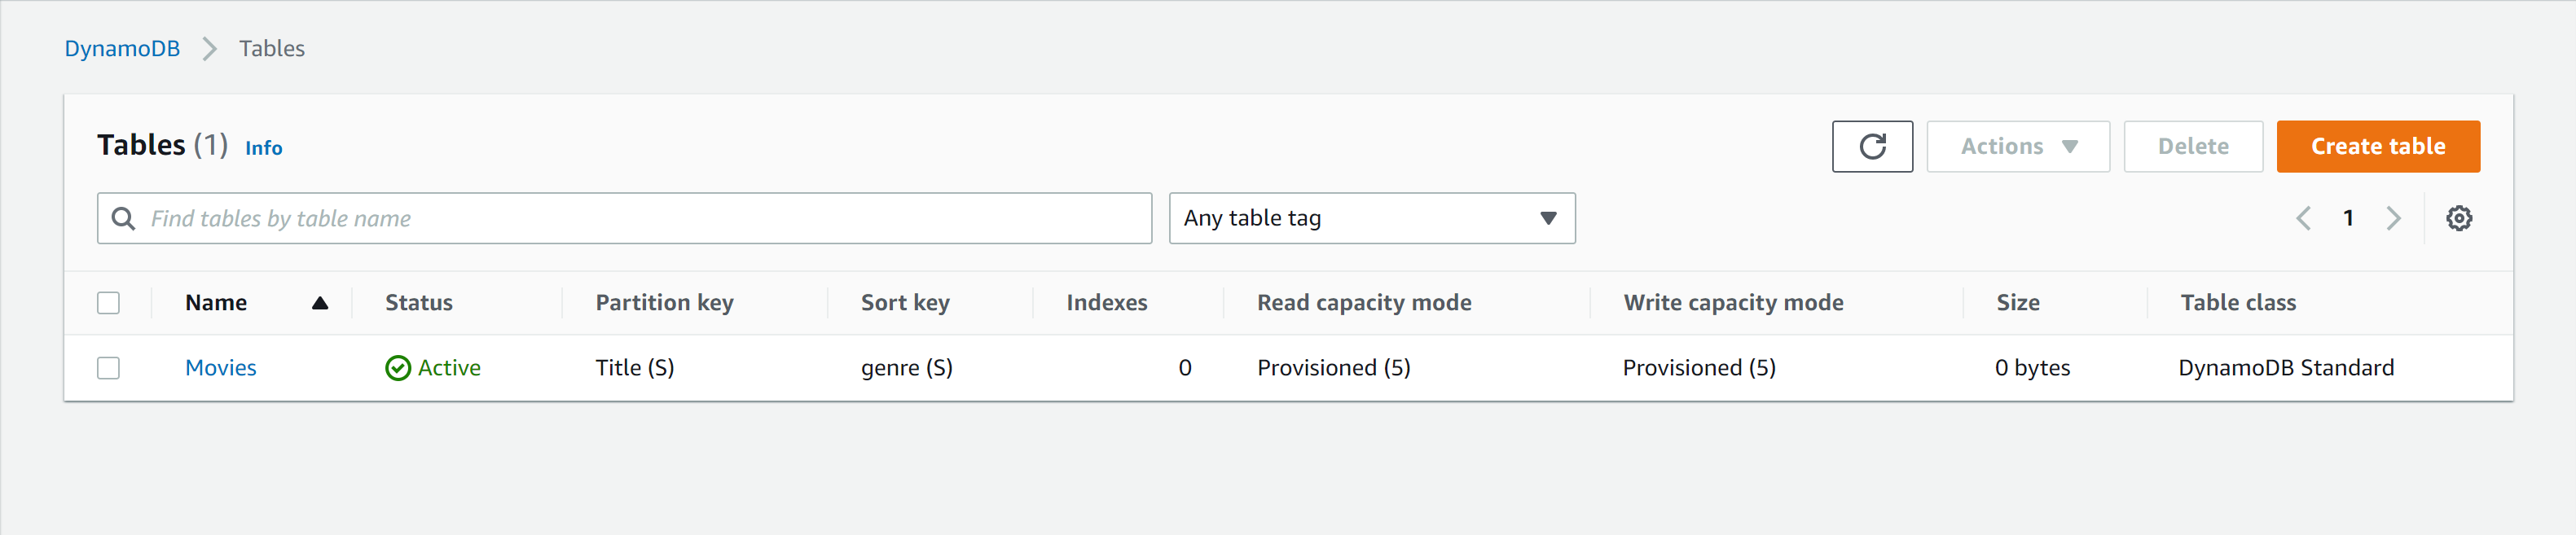 DynamoDB Tables
Tables (1) Info Actions Delete Create table
Find tables by table name Any table tag 1
Name Status Partition key Sort key Indexes Read capacity mode Write capacity mode Size Table class
Movies Active Title (S) genre (S) 0 Provisioned (5) Provisioned (5) 0 bytes DynamoDB Standard